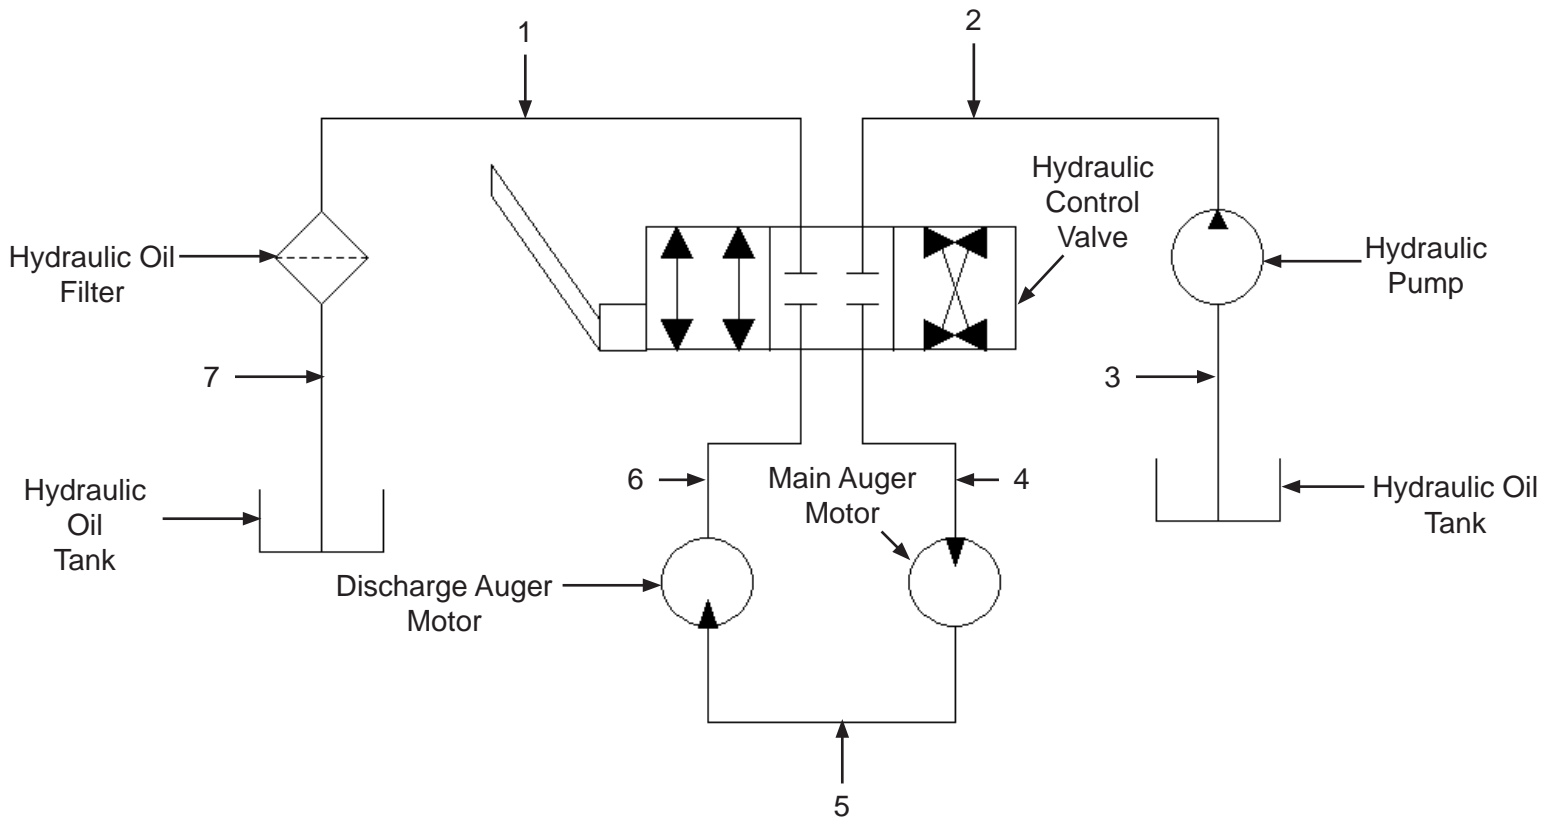 1
2
Hydraulic
Control
Valve
Hydraulic Oil
Filter
Hydraulic
Pump
7
3
Hydraulic
Oil
Tank
6
Main Auger
Motor
4
Hydraulic Oil
Tank
Discharge Auger
Motor
5